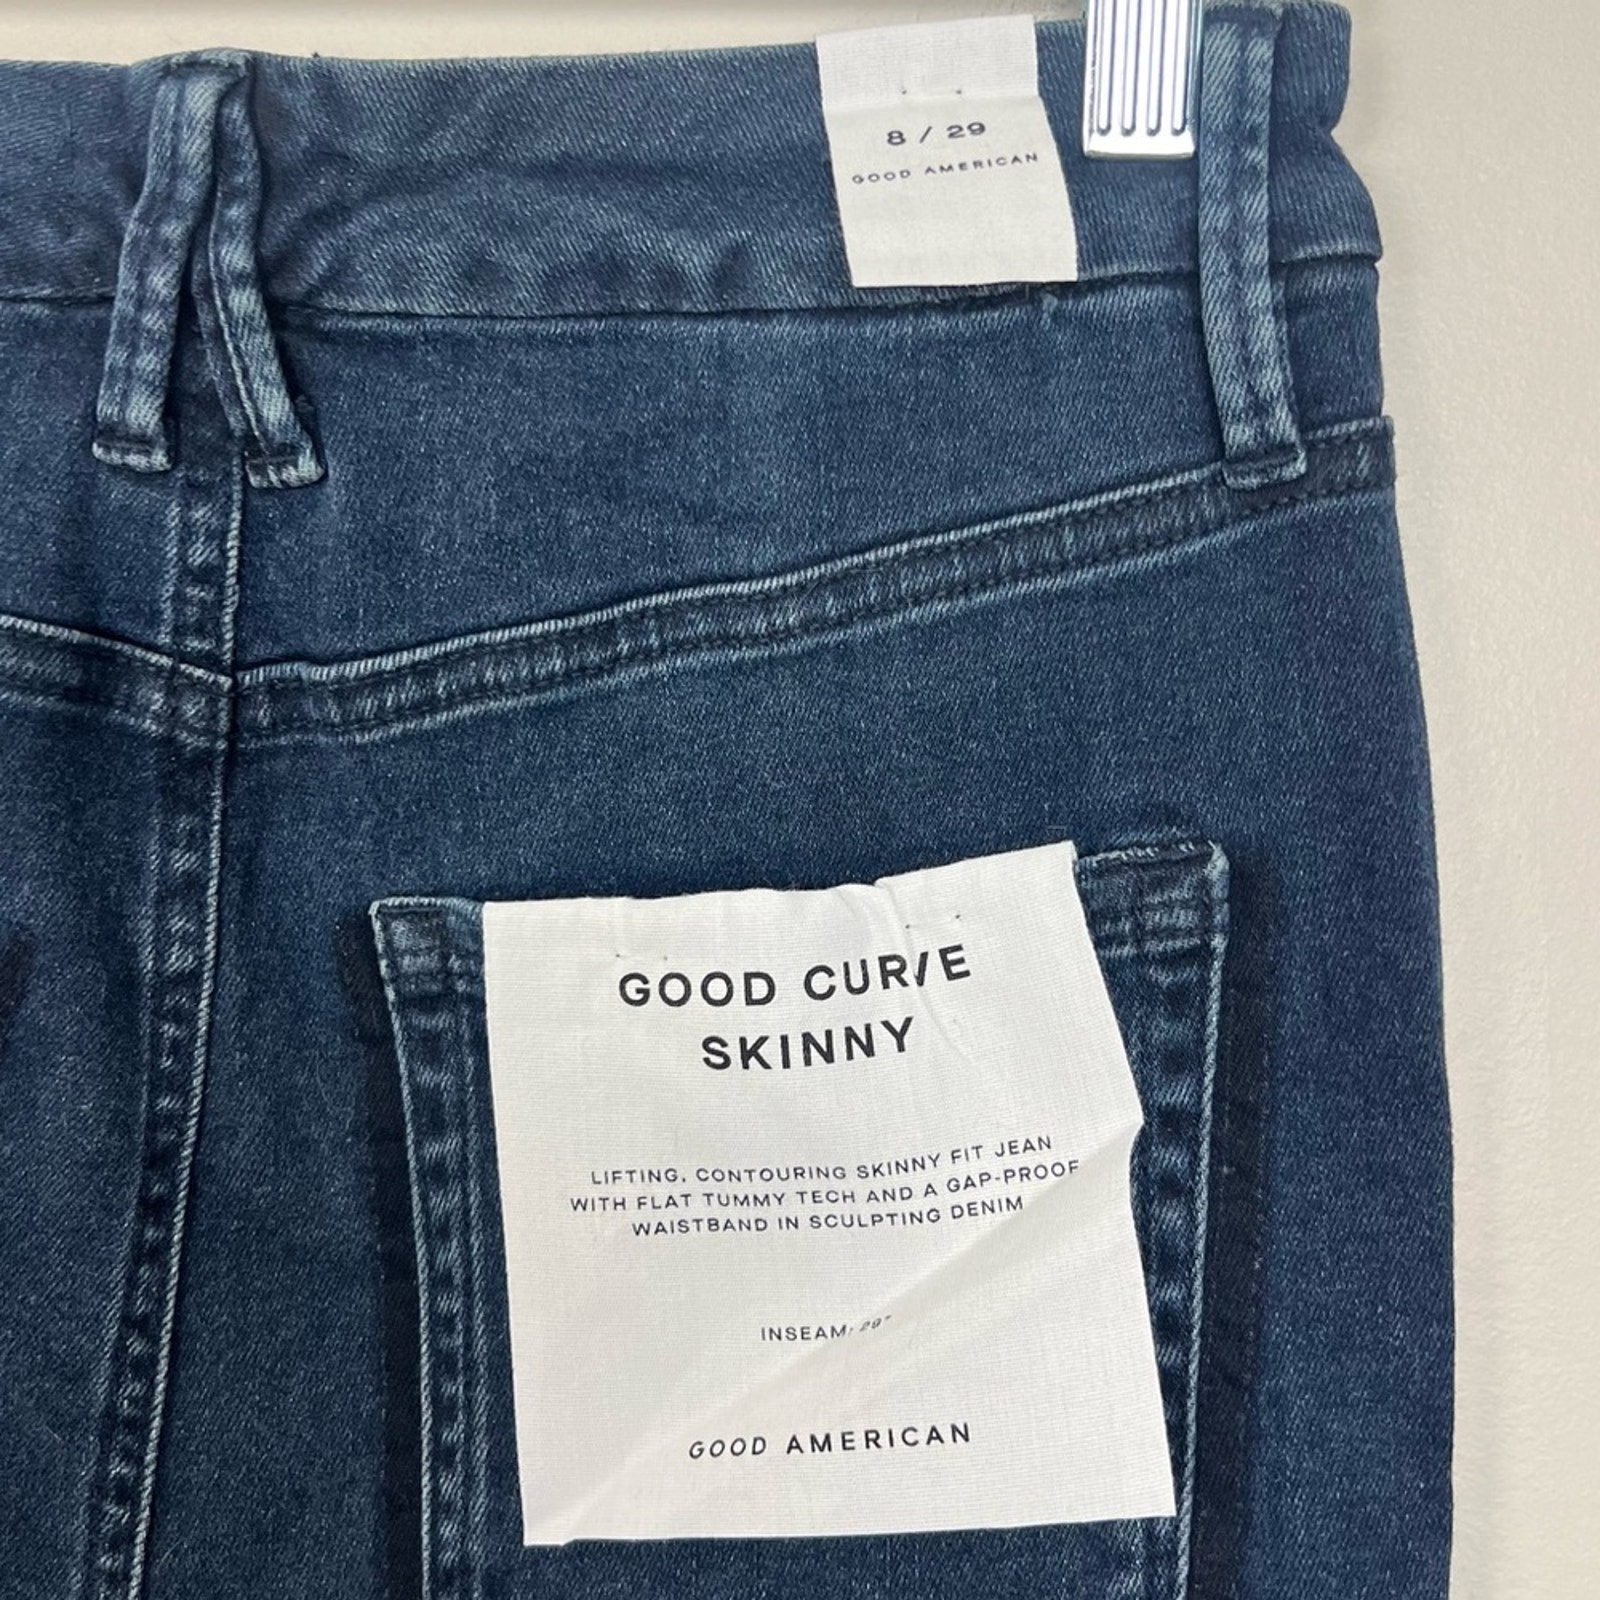 8 / 29
GOOD AMERICAN
GOOD CURVE
SKINNY
LIFTING, CONTOURING SKINNY FIT JEAN
WITH FLAT TUMMY TECH AND A GAP-PROOF
WAISTBAND IN SCULPTING DENIM
INSEAM: 29"
GOOD AMERICAN